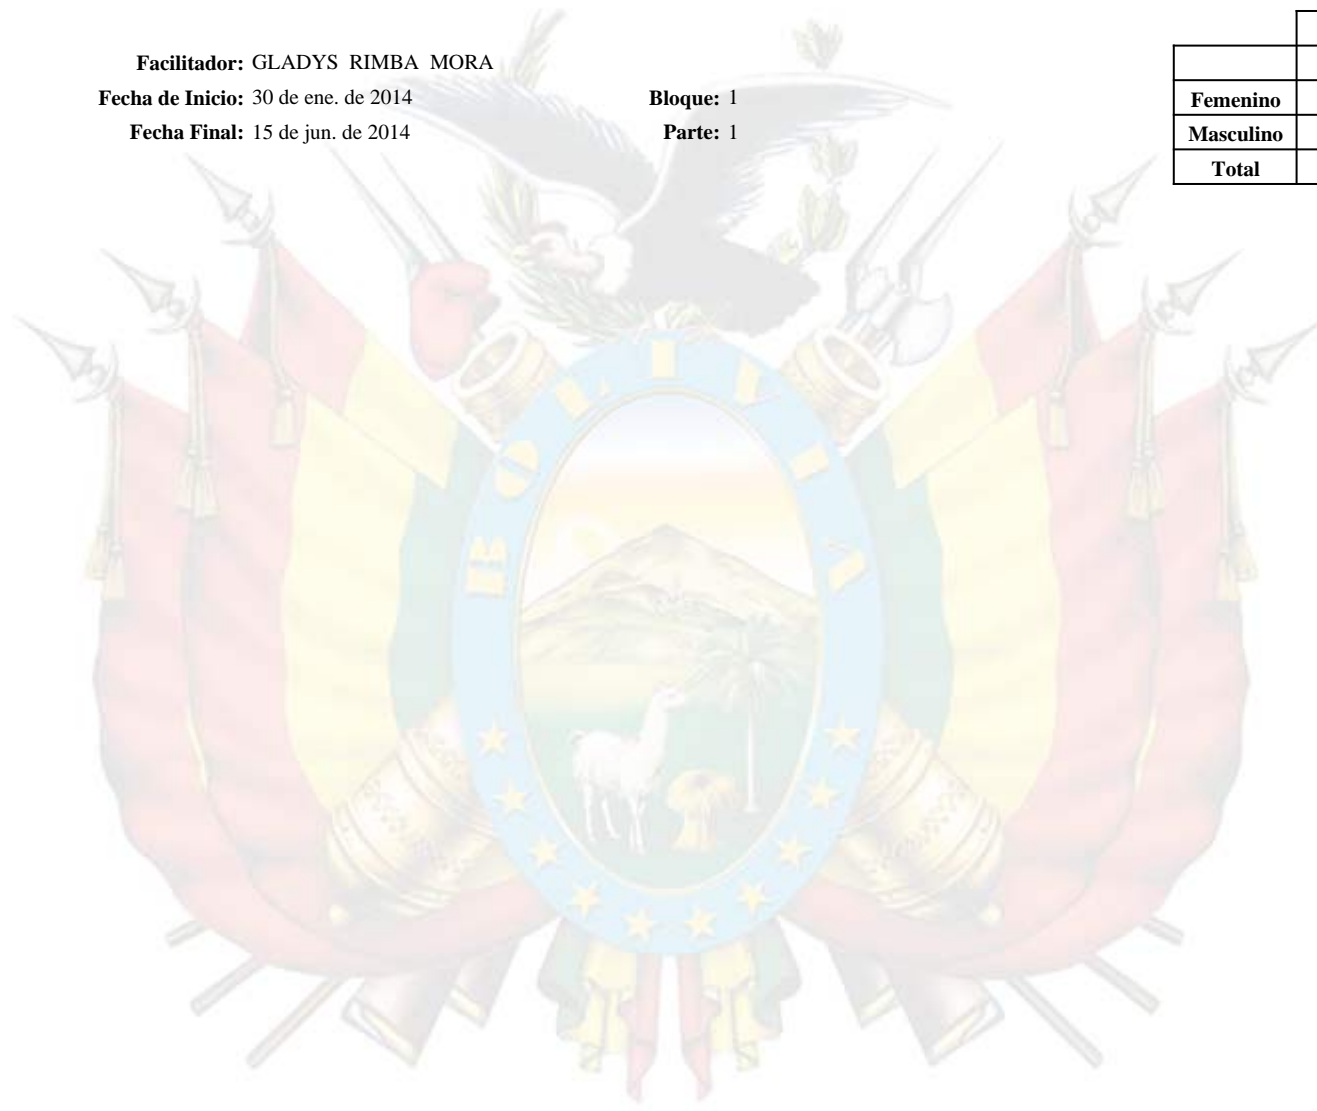 Facilitador: GLADYS RIMBA MORA
Fecha de Inicio: 30 de ene. de 2014 Bloque: 1
Fecha Final: 15 de jun. de 2014 Parte: 1
Femenino
Masculino
Total
BOLIVIA